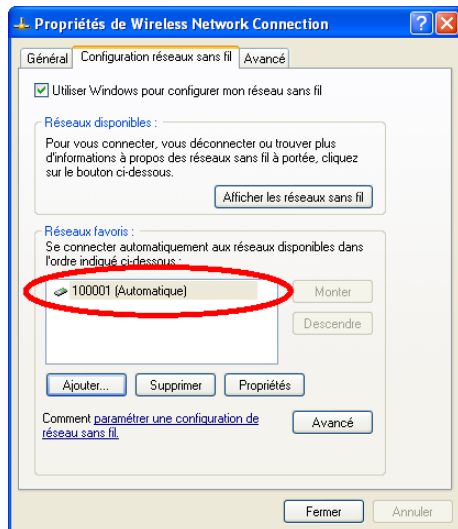 Propriétés de Wireless Network Connection
Général
Configuration réseaux sans fil
Avancé
Utiliser Windows pour configurer mon réseau sans fil
Réseaux disponibles :
Pour vous connecter, vous déconnecter ou trouver plus
d'informations à propos des réseaux sans fil à portée, cliquez
sur le bouton ci-dessous.
Afficher les réseaux sans fil
Réseaux favoris :
Se connecter automatiquement aux réseaux disponibles dans
l'ordre indiqué ci-dessous :
100001 (Automatique)
Monter
Descendre
Ajouter...
Supprimer
Propriétés
Comment paramétrer une configuration de
réseau sans fil.
Avancé
Fermer
Annuler